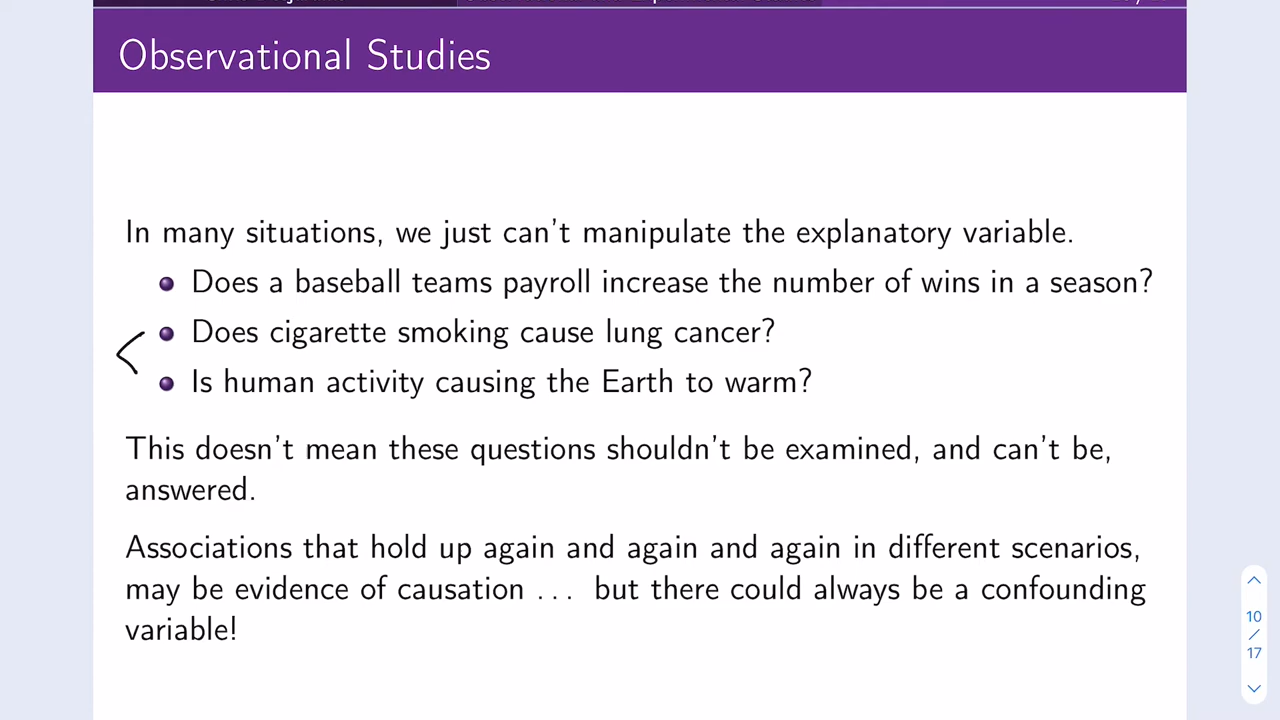 Observational Studies
In many situations, we just can't manipulate the explanatory variable.
Does a baseball teams payroll increase the number of wins in a season?
Does cigarette smoking cause lung cancer?
Is human activity causing the Earth to warm?
This doesn't mean these questions shouldn't be examined, and can't be,
answered.
Associations that hold up again and again and again in different scenarios,
may be evidence of causation ... but there could always be a confounding
variable!
10
/
17